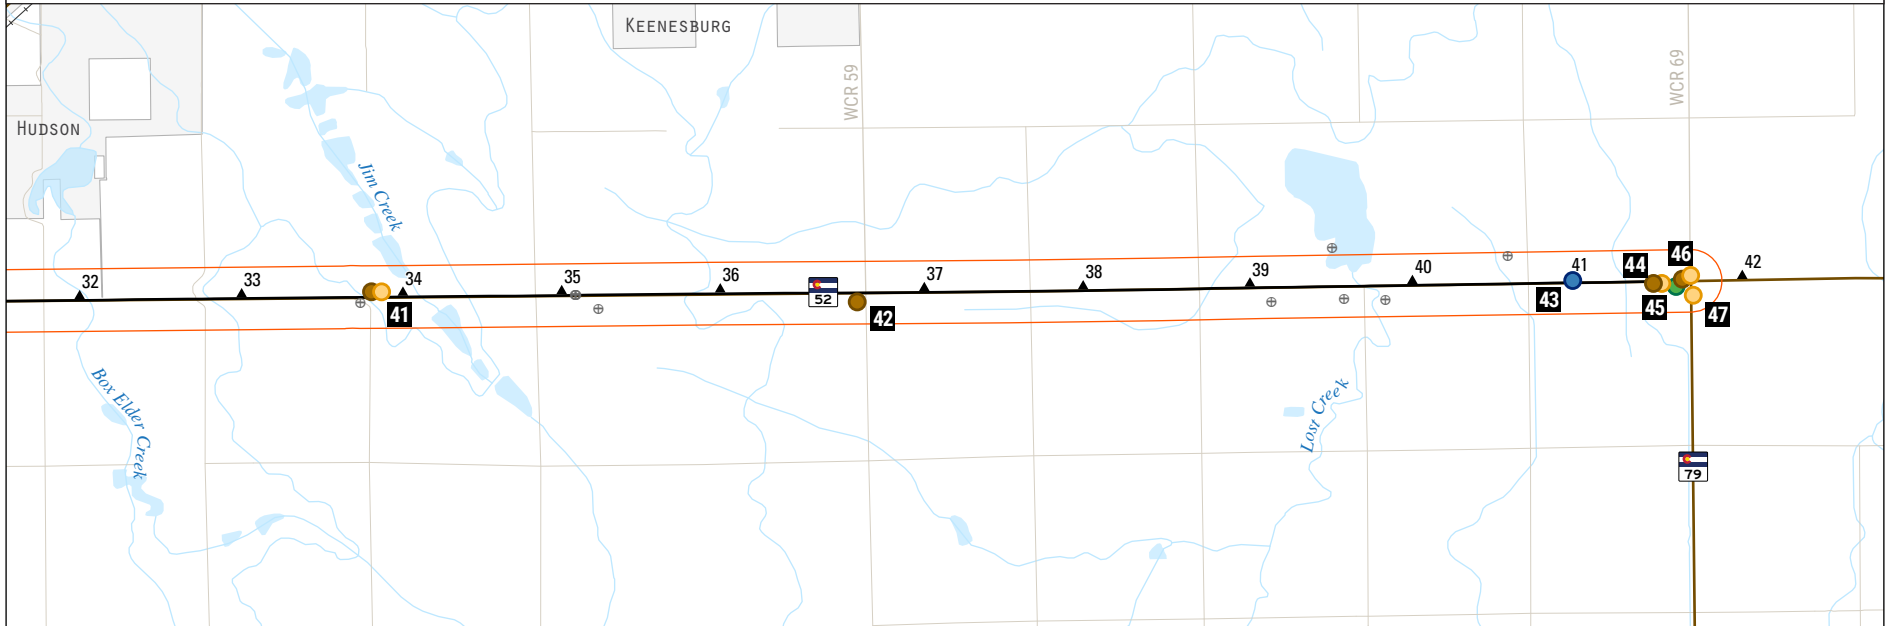 KEENESBURG
WCR 59
WCR 69
HUDSON
Jim Creek
32
33
34
35
36
37
38
39
40
41
42
52
41
42
43
44
45
46
47
Box Elder Creek
Lost Creek
79